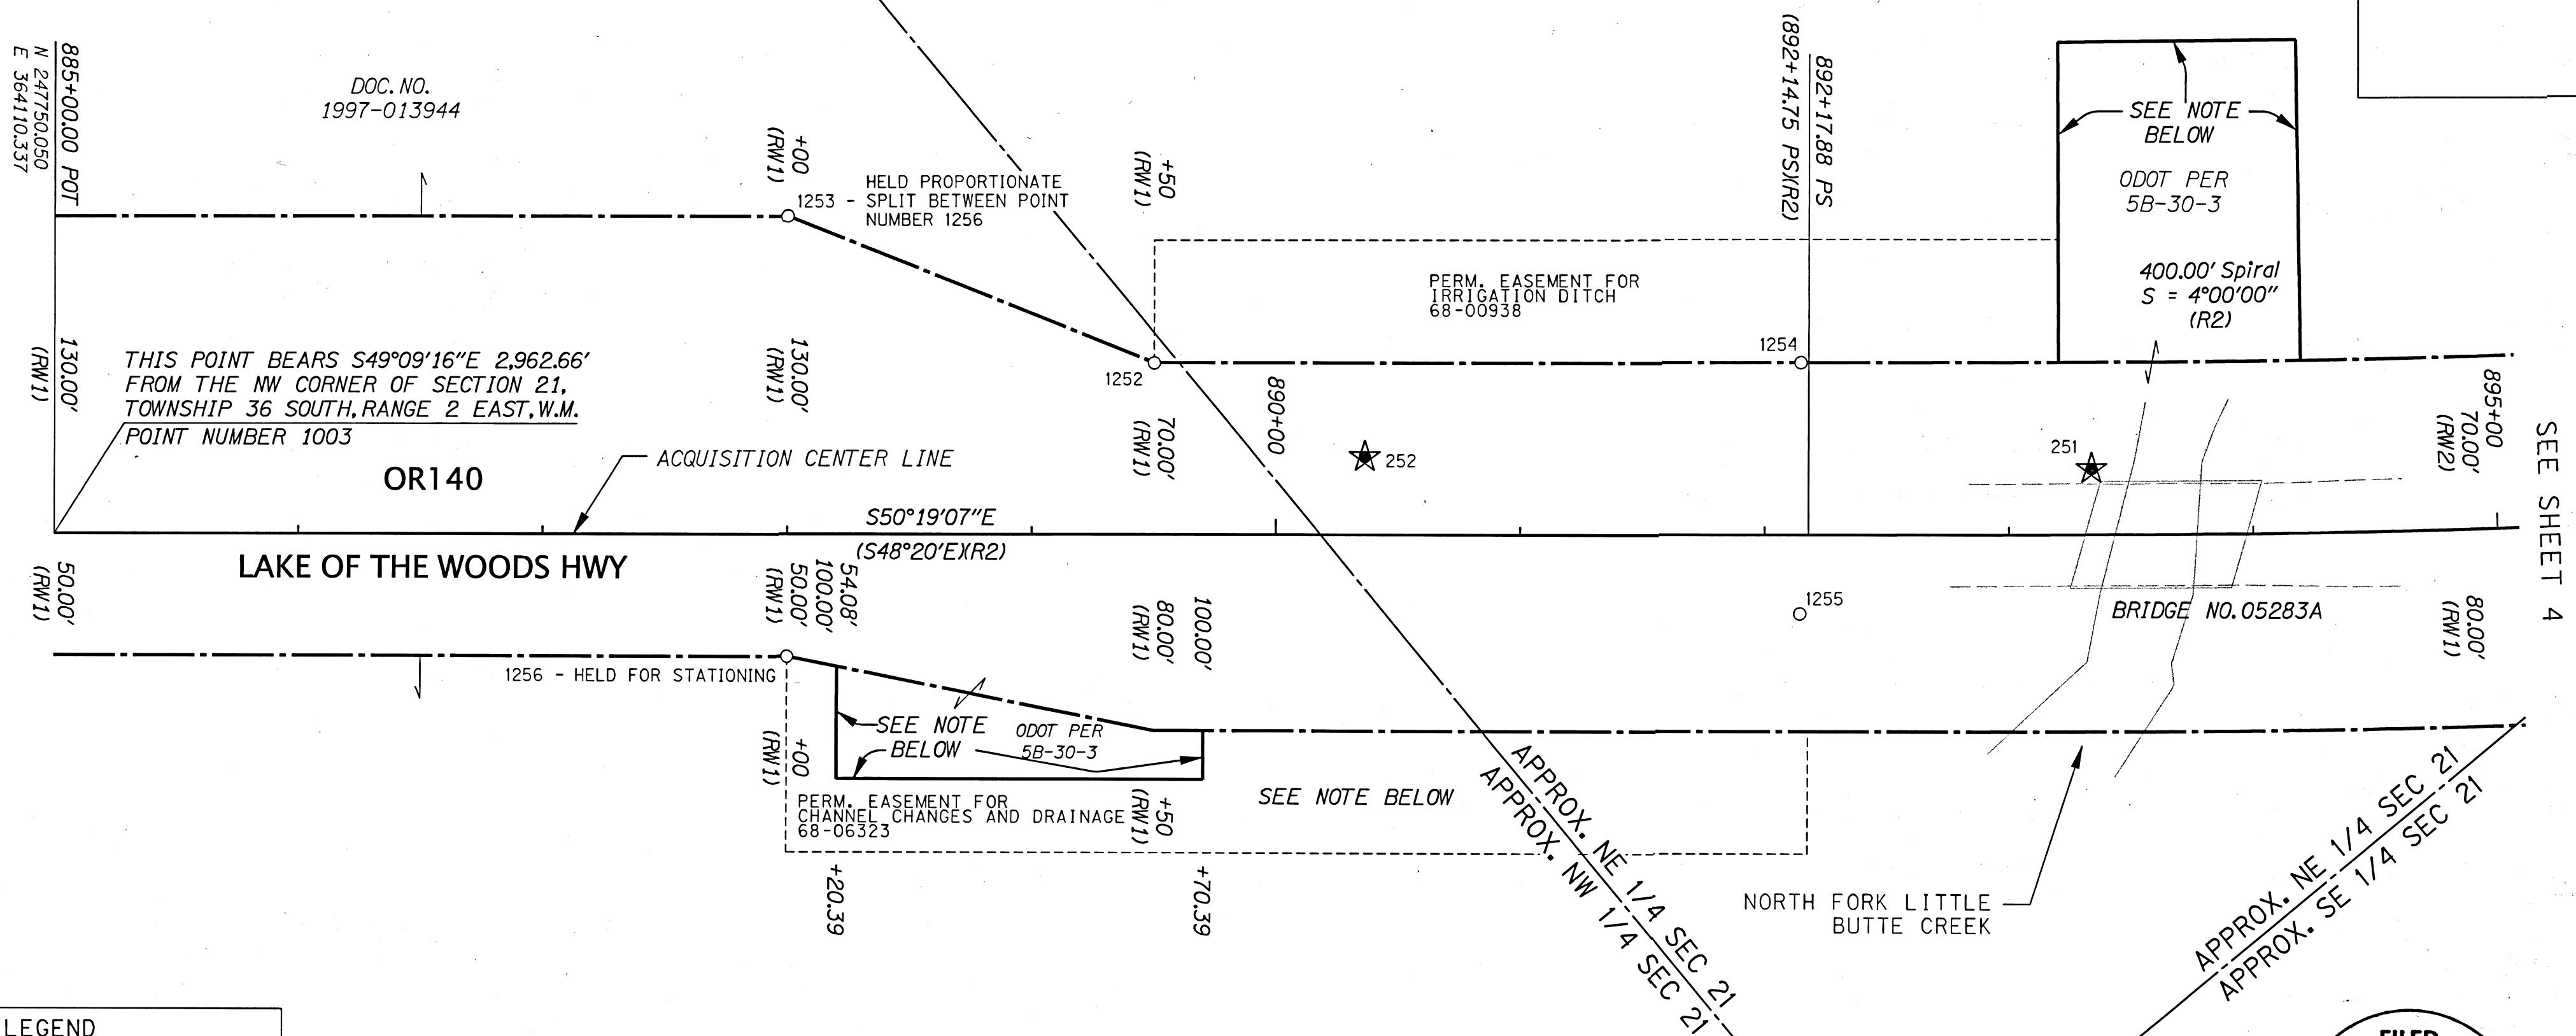 885+00.00 POT
N 247750.050
E 364110.337
DOC. NO.
1997-013944
+00
(RW1)
1253 - HELD PROPORTIONATE
SPLIT BETWEEN POINT
NUMBER 1256
+50
(RW1)
892+17.88 PS
(892+14.75 PS)(R2)
SEE NOTE
BELOW
ODOT PER
5B-30-3
400.00' Spiral
S = 4°00'00"
(R2)
PERM. EASEMENT FOR
IRRIGATION DITCH
68-00938
130.00'
(RW1)
THIS POINT BEARS S49°09'16"E 2,962.66'
FROM THE NW CORNER OF SECTION 21,
TOWNSHIP 36 SOUTH, RANGE 2 EAST, W.M.
POINT NUMBER 1003
130.00'
(RW1)
1252
70.00'
(RW1)
890+00
1254
252
251
895+00
70.00'
(RW2)
SEE SHEET 4
OR140
ACQUISITION CENTER LINE
S50°19'07"E
(S48°20'E)(R2)
LAKE OF THE WOODS HWY
50.00'
(RW1)
54.08'
100.00'
50.00'
(RW1)
100.00'
80.00'
(RW1)
1255
BRIDGE NO. 05283A
80.00'
(RW1)
1256 - HELD FOR STATIONING
SEE NOTE
BELOW
ODOT PER
5B-30-3
+00
(RW1)
PERM. EASEMENT FOR
CHANNEL CHANGES AND DRAINAGE
68-06323
+50
(RW1)
SEE NOTE BELOW
+20.39
+70.39
APPROX. NE 1/4 SEC 21
APPROX. NW 1/4 SEC 21
NORTH FORK LITTLE
BUTTE CREEK
APPROX. NE 1/4 SEC 21
APPROX. SE 1/4 SEC 21
LEGEND
FILED